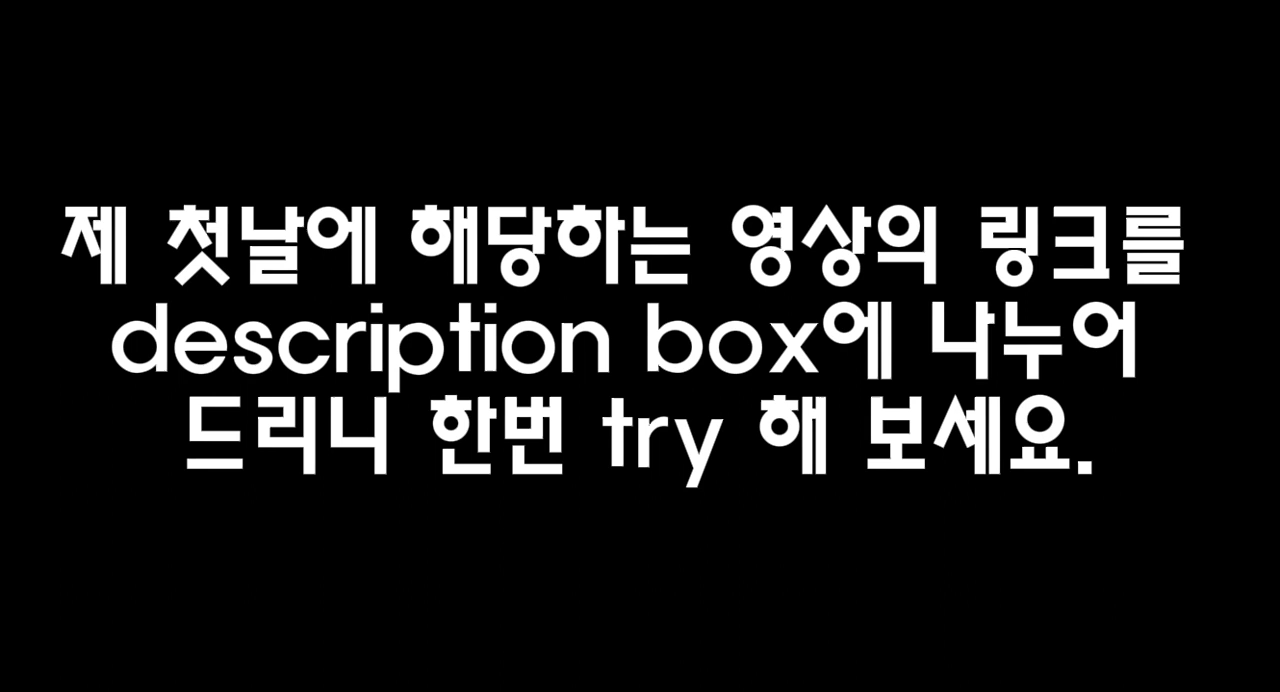 제 첫날에 해당하는 영상의 링크를
description box에 나누어
드리니 한번 try 해 보세요.